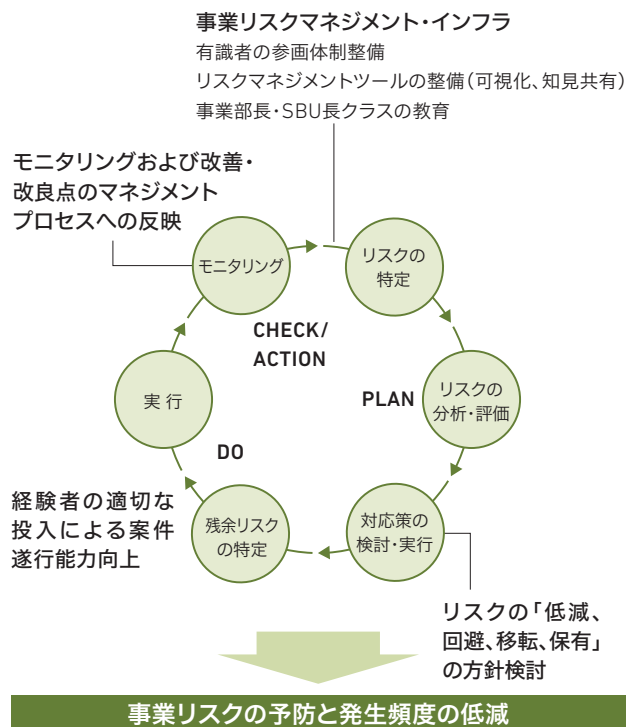 事業リスクマネジメント・インフラ
有識者の参画体制整備
リスクマネジメントツールの整備（可視化、知見共有）
事業部長・SBU長クラスの教育
モニタリングおよび改善・
改良点のマネジメント
プロセスへの反映
モニタリング
リスクの
特定
CHECK/
ACTION
実 行
PLAN
リスクの
分析・評価
DO
経験者の適切な
投入による案件
遂行能力向上
残余リスク
の特定
対応策の
検討・実行
リスクの「低減、
回避、移転、保有」
の方針検討
事業リスクの予防と発生頻度の低減